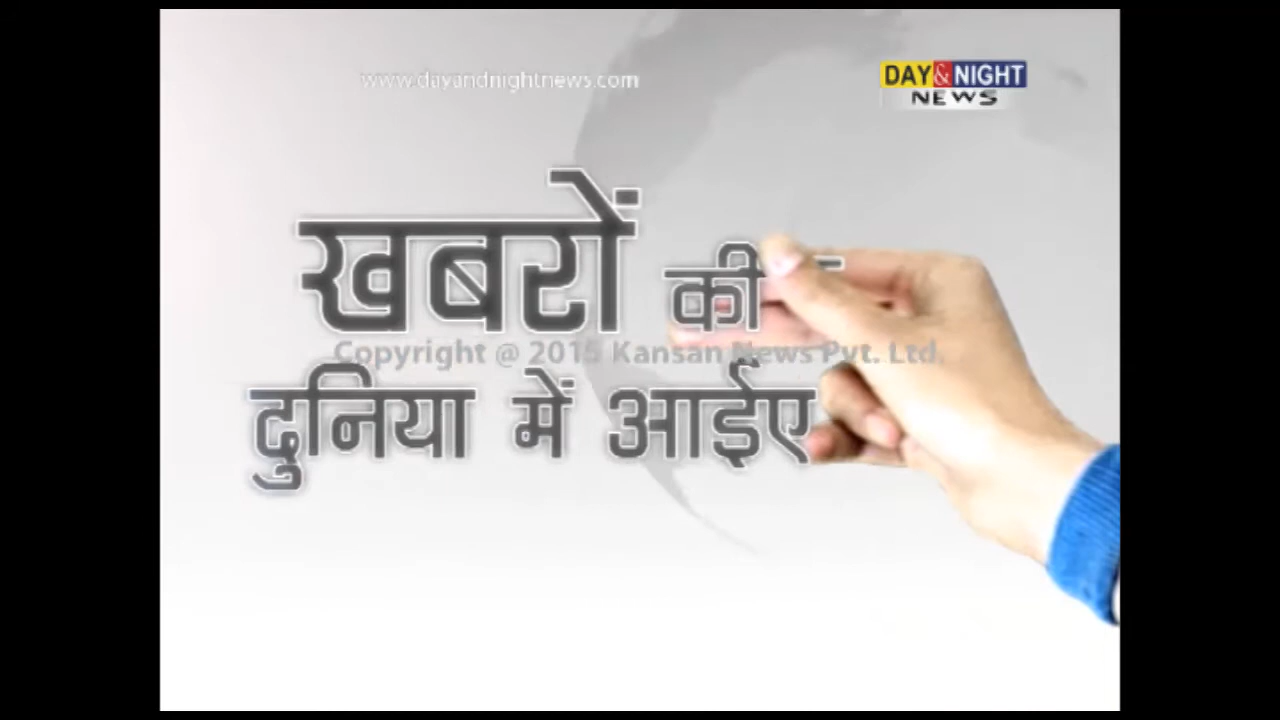 www.dayandnightnews.com
DAY&NIGHT
NEWS
खबरों की
Copyright @ 2015 Kansan News Pvt. Ltd.
दुनिया में आईए